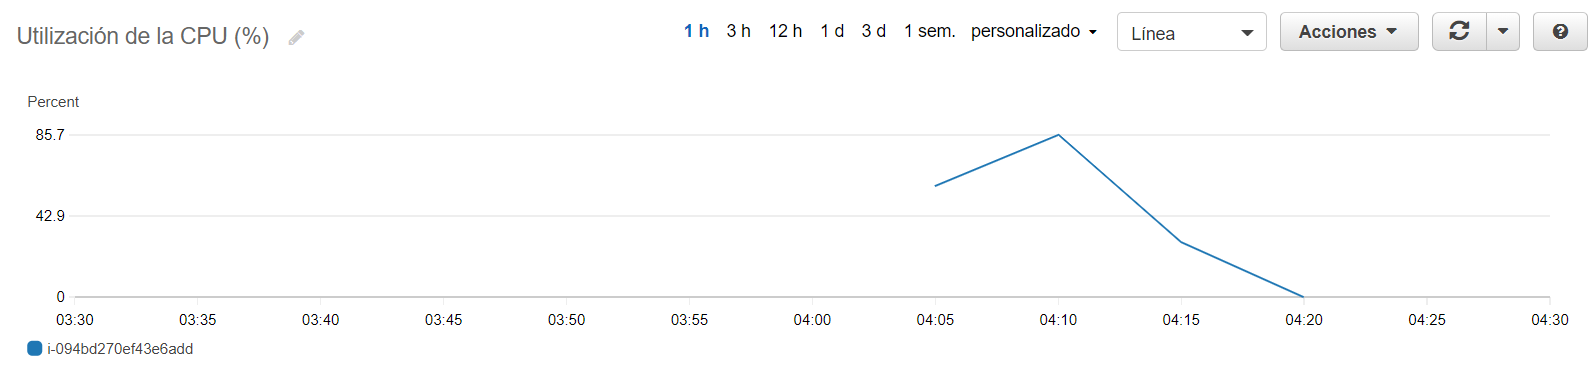 Utilización de la CPU (%)
1 h 3 h 12 h 1 d 3 d 1 sem. personalizado Línea Acciones ?
Percent
85.7
42.9
0
03:30 03:35 03:40 03:45 03:50 03:55 04:00 04:05 04:10 04:15 04:20 04:25 04:30
i-094bd270ef43e6add